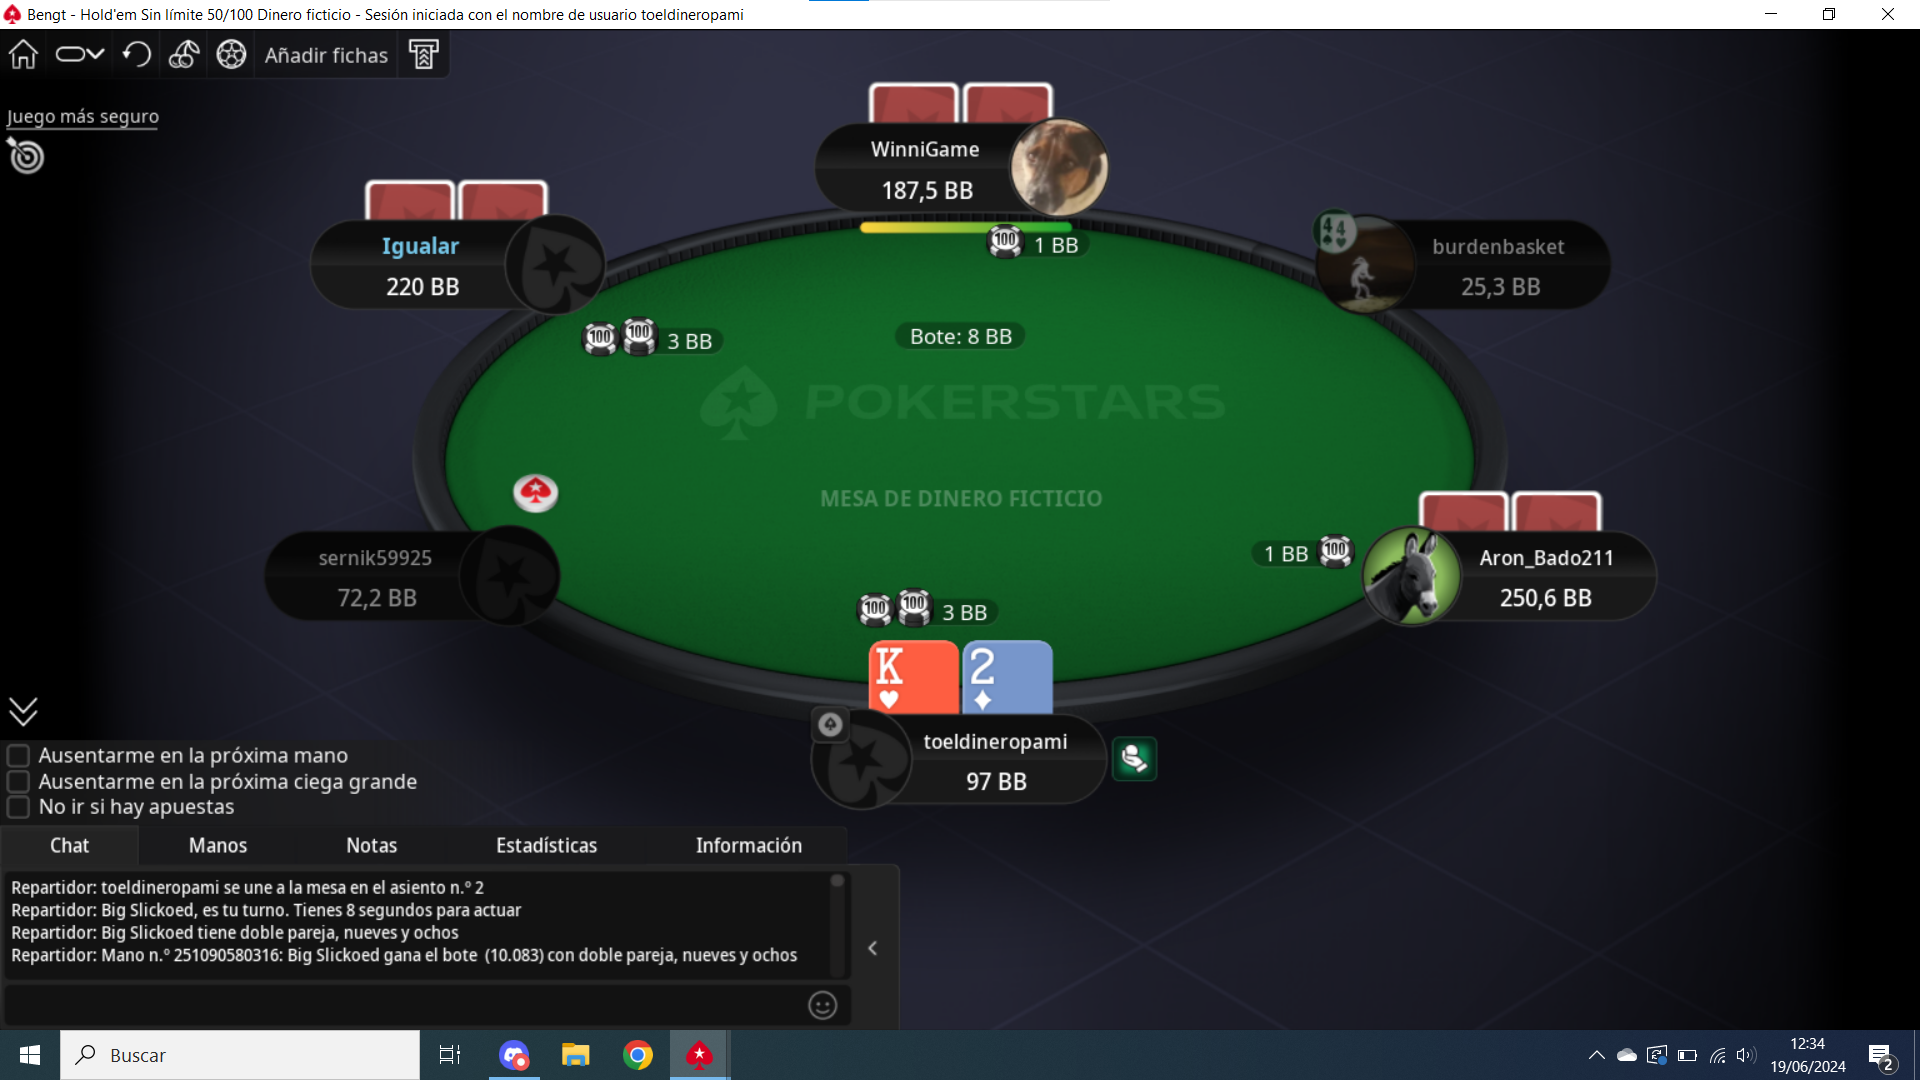 Bengt - Hold'em Sin límite 50/100 Dinero ficticio - Sesión iniciada con el nombre de usuario toeldineropami
Añadir fichas
Juego más seguro
WinniGame
187,5 BB
100
1 BB
Igualar
220 BB
100
100
3 BB
4
4
burdenbasket
25,3 BB
Bote: 8 BB
POKERSTARS
MESA DE DINERO FICTICIO
sernik59925
72,2 BB
1 BB
100
Aron_Bado211
250,6 BB
100
100
3 BB
K
2
toeldineropami
97 BB
Ausentarme en la próxima mano
Ausentarme en la próxima ciega grande
No ir si hay apuestas
Chat
Manos
Notas
Estadísticas
Información
Repartidor: toeldineropami se une a la mesa en el asiento n.º 2
Repartidor: Big Slickoed, es tu turno. Tienes 8 segundos para actuar
Repartidor: Big Slickoed tiene doble pareja, nueves y ochos
Repartidor: Mano n.º 251090580316: Big Slickoed gana el bote (10.083) con doble pareja, nueves y ochos
Buscar
12:34
19/06/2024
2